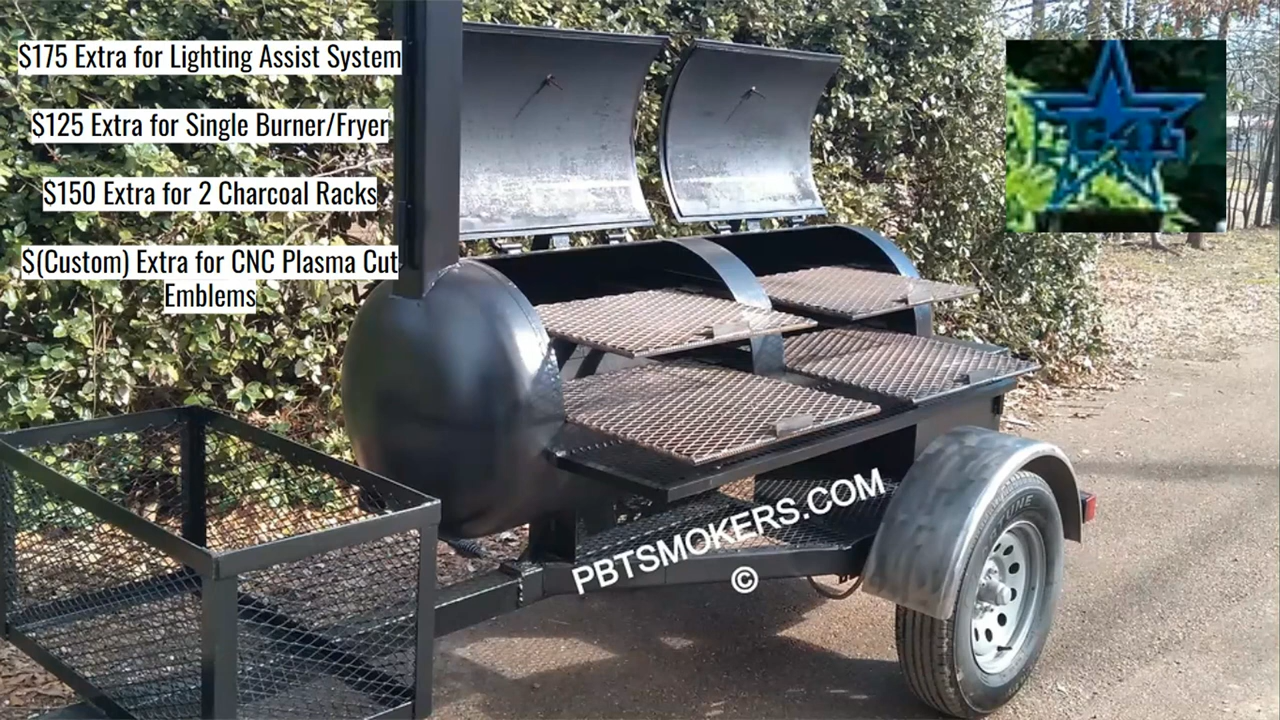 $175 Extra for Lighting Assist System
$125 Extra for Single Burner/Fryer
$150 Extra for 2 Charcoal Racks
$(Custom) Extra for CNC Plasma Cut
Emblems
PBTSMOKERS.COM
©